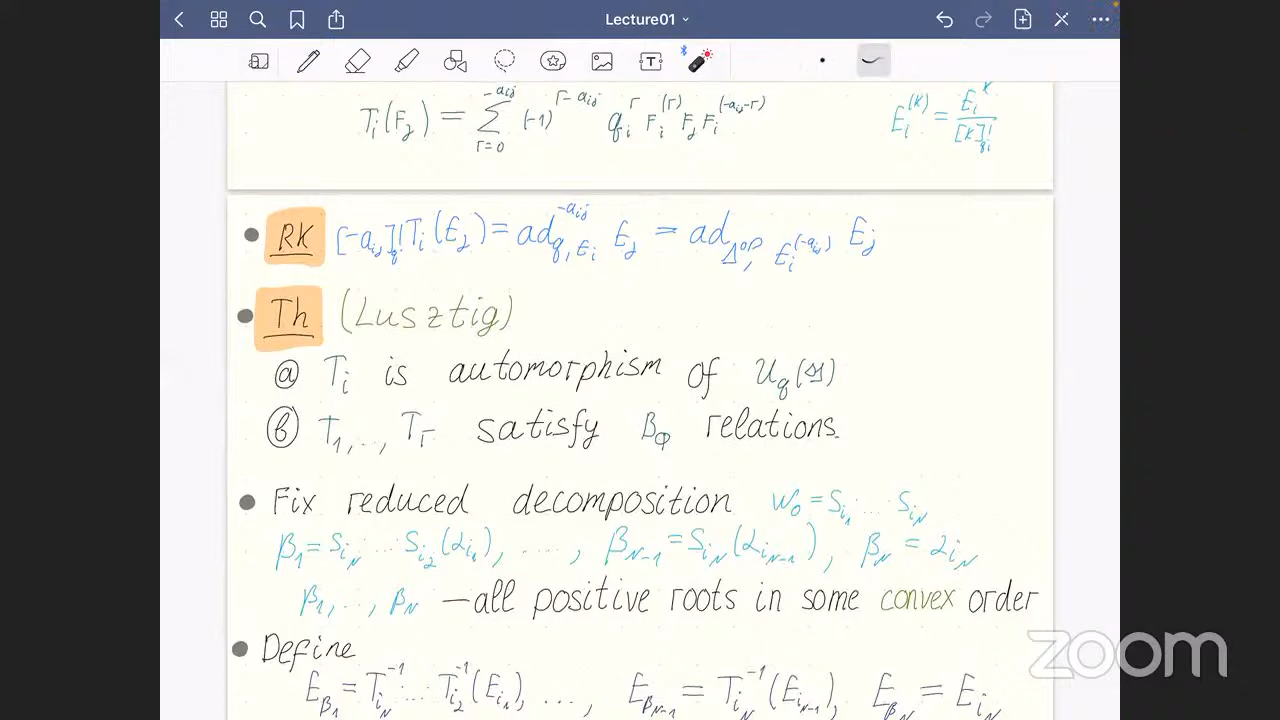 Lecture01
T_i(F_j) = \sum_{r=0}^{-a_{ij}} (-1)^{r-a_{ij}} q_i^r F_i^{(r)} F_j F_i^{(-a_{ij}-r)} E_i^{(k)} = \frac{E_i^k}{[k]_{q_i}!}
• RK [-a_{ij}]_q! T_i(E_j) = ad_{q,E_i}^{-a_{ij}} E_j = ad_{Δ^{op}, E_i^{(-a_{ij})}} E_j
• Th (Lusztig)
ⓐ T_i is automorphism of U_q(𝔤)
ⓑ T_1,..., T_r satisfy B_Φ relations.
• Fix reduced decomposition w_0 = s_{i_1} ... s_{i_N}
β_1 = s_{i_N} ... s_{i_2}(α_{i_1}), ...., β_{N-1} = s_{i_N}(α_{i_{N-1}}), β_N = α_{i_N}
β_1,..., β_N — all positive roots in some convex order
• Define
E_{β_1} = T_{i_N}^{-1} ... T_{i_2}^{-1}(E_{i_1}), ..., E_{β_{N-1}} = T_{i_N}^{-1}(E_{i_{N-1}}), E_{β_N} = E_{i_N}
zoom